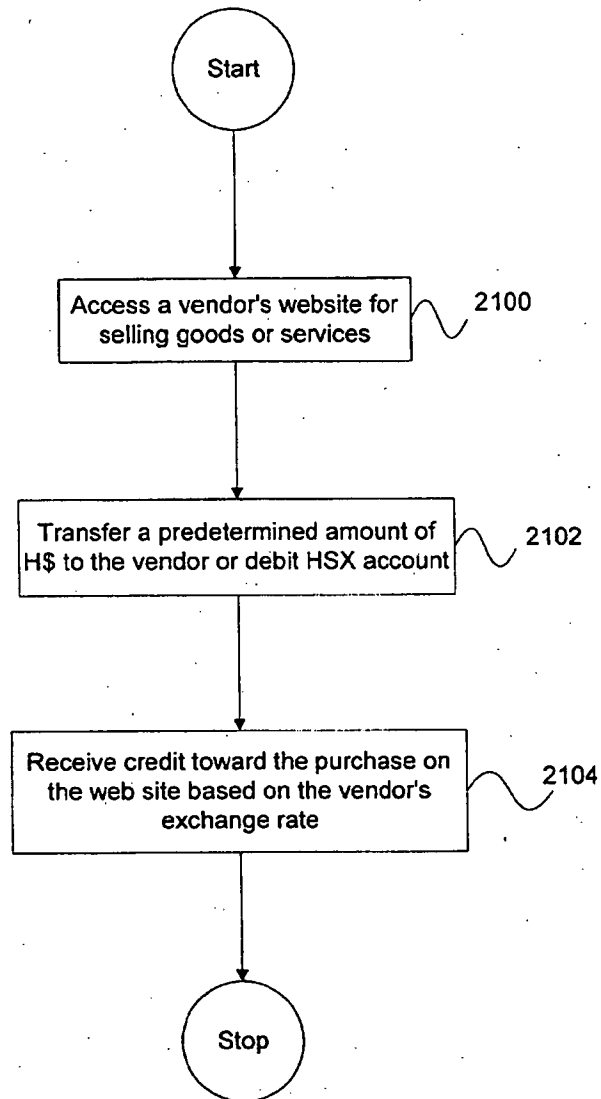 Start
Access a vendor's website for
selling goods or services
2100
Transfer a predetermined amount of
H$ to the vendor or debit HSX account
2102
Receive credit toward the purchase on
the web site based on the vendor's
exchange rate
2104
Stop